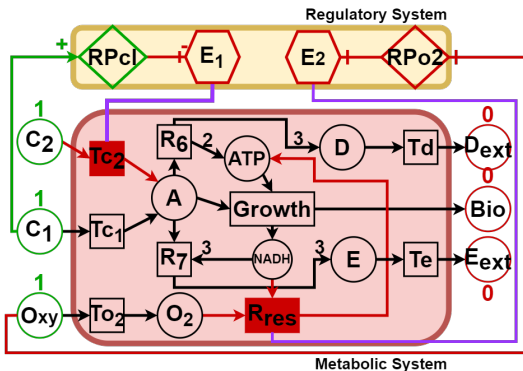 Regulatory System
+
RPcl
-
E1
E2
RPo2
1
C2
Tc2
R6
2
ATP
3
D
Td
0
Dext
A
Growth
0
Bio
1
C1
Tc1
R7
3
NADH
3
E
Te
Eext
0
1
Oxy
To2
O2
Rres
Metabolic System